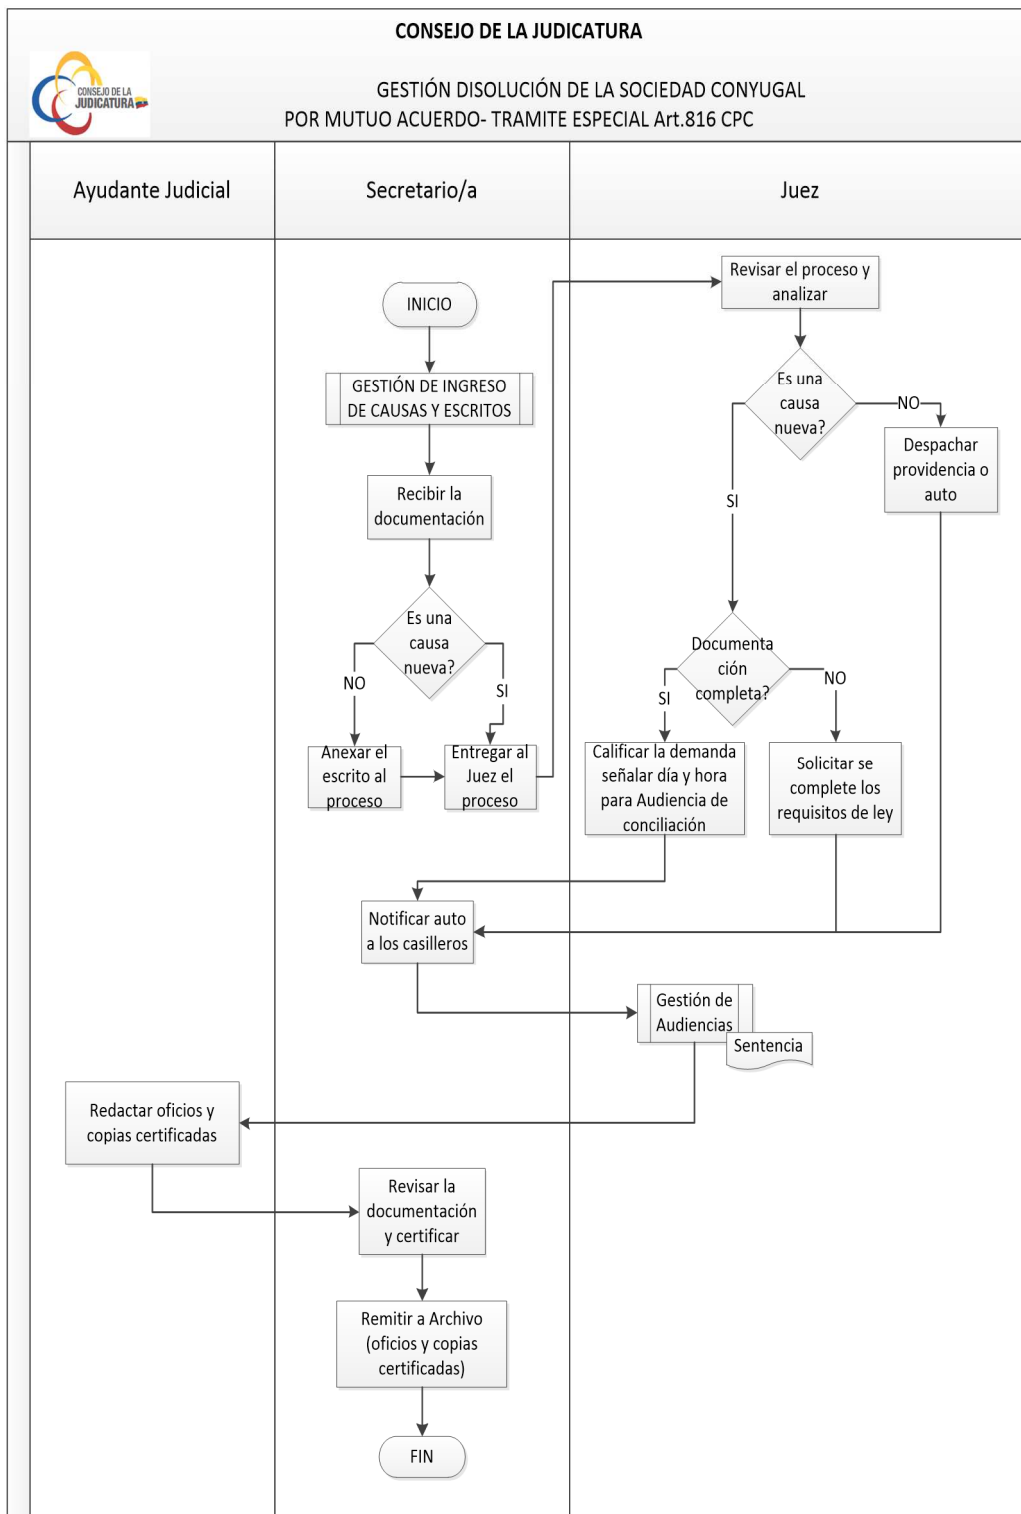 CONSEJO DE LA JUDICATURA
CONSEJO DE LA
JUDICATURA
GESTIÓN DISOLUCIÓN DE LA SOCIEDAD CONYUGAL
POR MUTUO ACUERDO- TRAMITE ESPECIAL Art.816 CPC
Ayudante Judicial
Secretario/a
Juez
INICIO
GESTIÓN DE INGRESO
DE CAUSAS Y ESCRITOS
Recibir la
documentación
Es una
causa
nueva?
NO
SI
Anexar el
escrito al
proceso
Entregar al
Juez el
proceso
Revisar el proceso y
analizar
Es una
causa
nueva?
NO
SI
Despachar
providencia o
auto
Documenta
ción
completa?
SI
NO
Calificar la demanda
señalar día y hora
para Audiencia de
conciliación
Solicitar se
complete los
requisitos de ley
Notificar auto
a los casilleros
Gestión de
Audiencias
Sentencia
Redactar oficios y
copias certificadas
Revisar la
documentación
y certificar
Remitir a Archivo
(oficios y copias
certificadas)
FIN